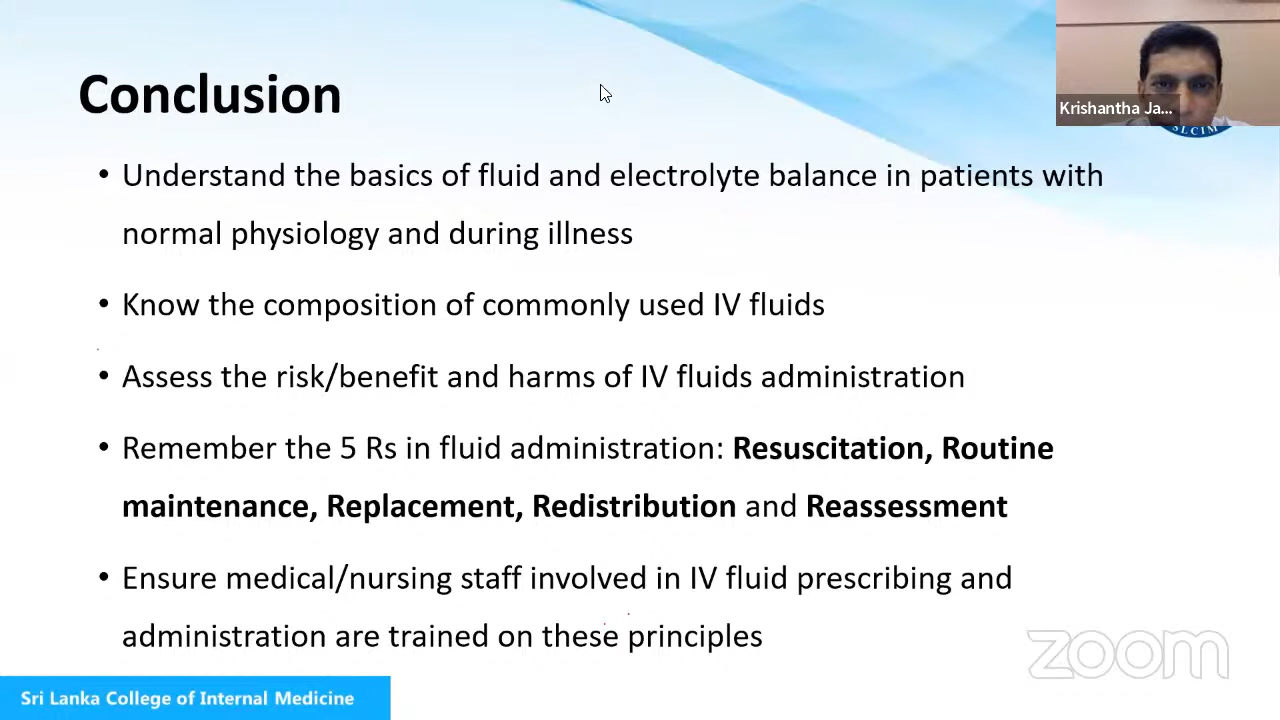 Conclusion
Krishantha Ja...
SLCIM
• Understand the basics of fluid and electrolyte balance in patients with
normal physiology and during illness
• Know the composition of commonly used IV fluids
• Assess the risk/benefit and harms of IV fluids administration
• Remember the 5 Rs in fluid administration: Resuscitation, Routine
maintenance, Replacement, Redistribution and Reassessment
• Ensure medical/nursing staff involved in IV fluid prescribing and
administration are trained on these principles
zoom
Sri Lanka College of Internal Medicine